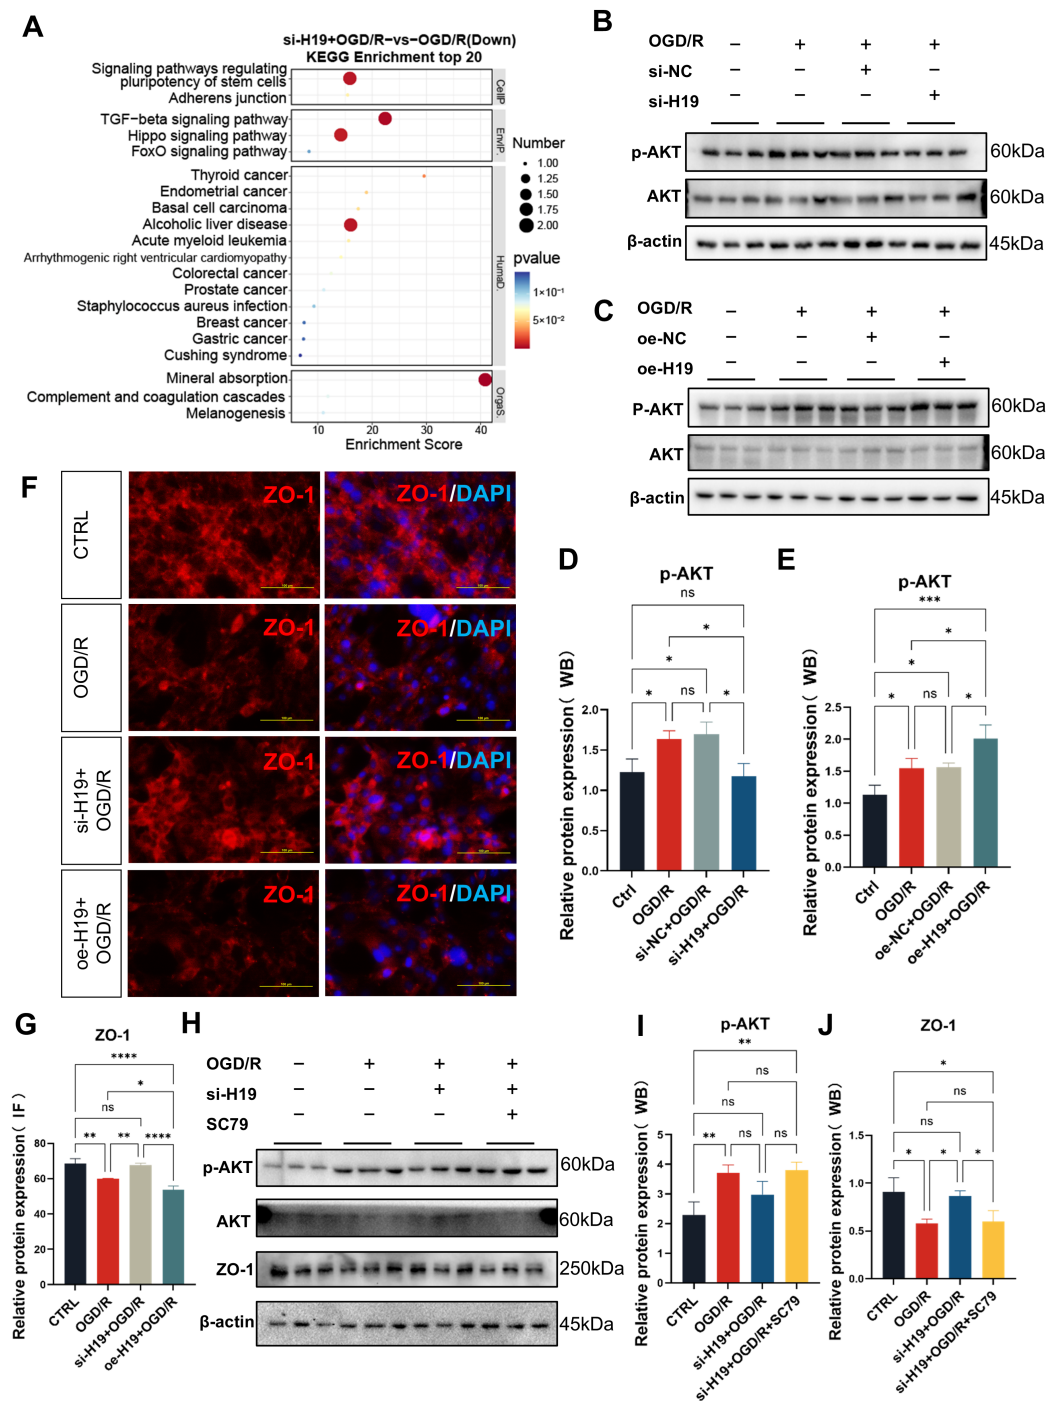 A
si-H19+OGD/R−vs−OGD/R(Down)
KEGG Enrichment top 20
Signaling pathways regulating
pluripotency of stem cells
Adherens junction
CellP
TGF−beta signaling pathway
Hippo signaling pathway
FoxO signaling pathway
EnvIP.
Thyroid cancer
Endometrial cancer
Basal cell carcinoma
Alcoholic liver disease
Acute myeloid leukemia
Arrhythmogenic right ventricular cardiomyopathy
Colorectal cancer
Prostate cancer
Staphylococcus aureus infection
Breast cancer
Gastric cancer
Cushing syndrome
HumaD.
Mineral absorption
Complement and coagulation cascades
Melanogenesis
OrgaS.
10 20 30 40
Enrichment Score
Number
1.00
1.25
1.50
1.75
2.00
pvalue
1×10⁻¹
5×10⁻²
B
OGD/R − + + +
si-NC − − + −
si-H19 − − − +
p-AKT 60kDa
AKT 60kDa
β-actin 45kDa
C
OGD/R − + + +
oe-NC − − + −
oe-H19 − − − +
P-AKT 60kDa
AKT 60kDa
β-actin 45kDa
F
CTRL
ZO-1
ZO-1/DAPI
OGD/R
ZO-1
ZO-1/DAPI
si-H19+
OGD/R
ZO-1
ZO-1/DAPI
oe-H19+
OGD/R
ZO-1
ZO-1/DAPI
D
p-AKT
ns
*
*
* ns *
Relative protein expression( WB)
2.0
1.5
1.0
0.5
0.0
Ctrl
OGD/R
si-NC+OGD/R
si-H19+OGD/R
E
p-AKT
***
*
*
* ns *
Relative protein expression( WB)
2.5
2.0
1.5
1.0
0.5
0.0
Ctrl
OGD/R
oe-NC+OGD/R
oe-H19+OGD/R
G
ZO-1
****
*
ns
** ** ****
Relative protein expression( IF)
80
60
40
20
0
CTRL
OGD/R
si-H19+OGD/R
oe-H19+OGD/R
H
OGD/R − + + +
si-H19 − − + +
SC79 − − − +
p-AKT 60kDa
AKT 60kDa
ZO-1 250kDa
β-actin 45kDa
I
p-AKT
**
ns
ns
** ns ns
Relative protein expression( WB)
5
4
3
2
1
0
CTRL
OGD/R
si-H19+OGD/R
si-H19+OGD/R+SC79
J
ZO-1
*
ns
ns
* * *
Relative protein expression( WB)
1.5
1.0
0.5
0.0
CTRL
OGD/R
si-H19+OGD/R
si-H19+OGD/R+SC79